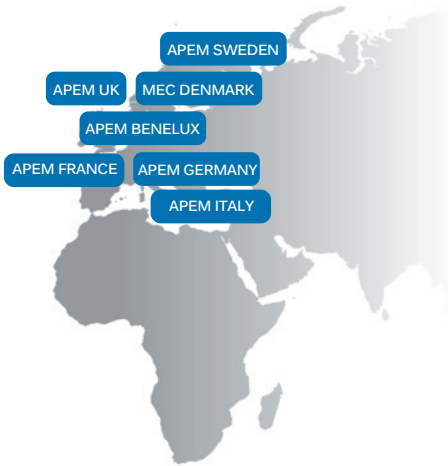 APEM SWEDEN
APEM UK
MEC DENMARK
APEM BENELUX
APEM FRANCE
APEM GERMANY
APEM ITALY